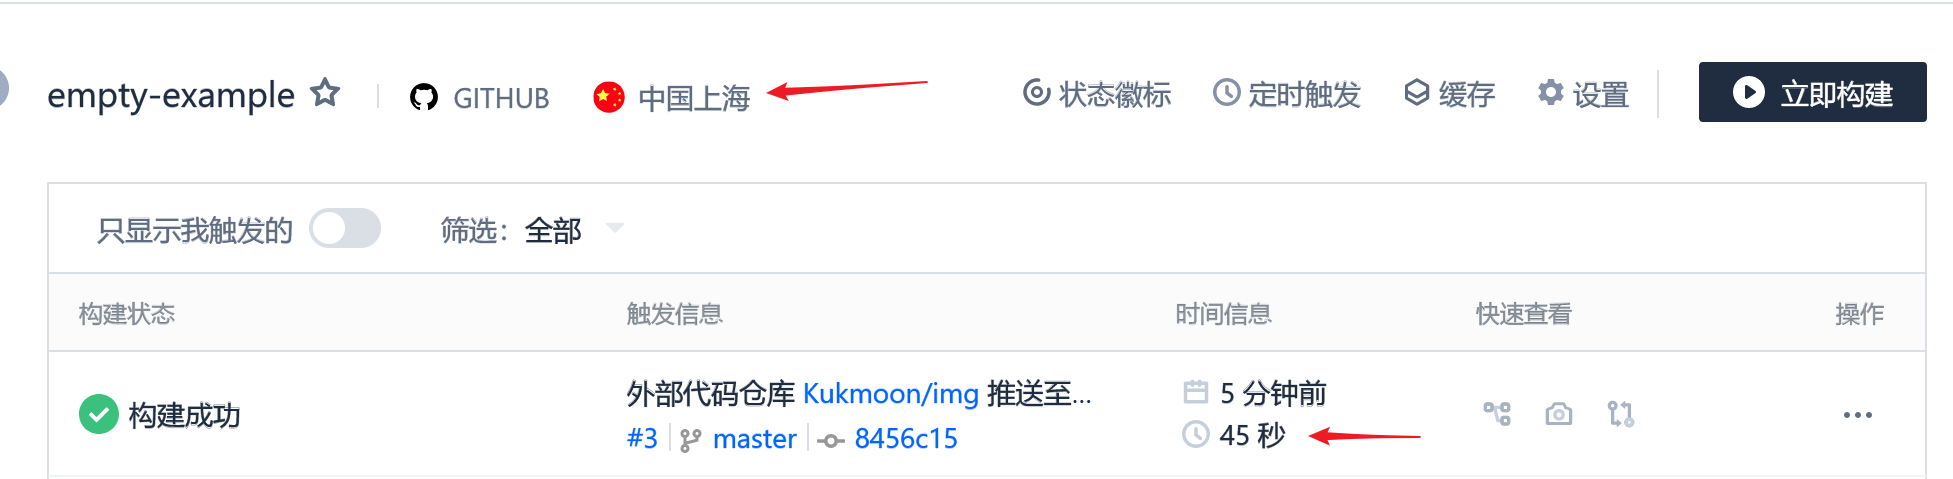 empty-example GITHUB 中国上海 状态徽标 定时触发 缓存 设置 立即构建
只显示我触发的 筛选: 全部
构建状态 触发信息 时间信息 快速查看 操作
构建成功 外部代码仓库 Kukmoon/img 推送至... 5 分钟前
#3 master 8456c15 45 秒